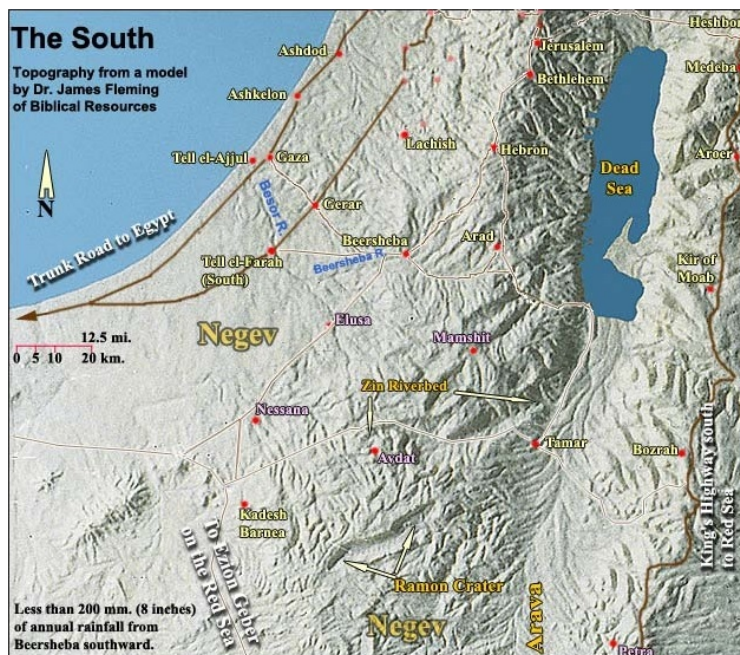 The South
Topography from a model
by Dr. James Fleming
of Biblical Resources
Ashdod
Ashkelon
Tell el-Ajjul
Gaza
Lachish
Jerusalem
Bethlehem
Hebron
Heshbon
Medeba
Aroer
Dead
Sea
N
Trunk Road to Egypt
Besor R.
Gerar
Tell el-Farah
(South)
Beersheba
Beersheba R.
Arad
Kir of
Moab
12.5 mi.
0 5 10 20 km.
Negev
Elusa
Mamshit
Zin Riverbed
Nessana
Avdat
Tamar
Bozrah
Kadesh
Barnea
To Ezion Geber
on the Red Sea
Ramon Crater
King's Highway south
to Red Sea
Less than 200 mm. (8 inches)
of annual rainfall from
Beersheba southward.
Negev
Arava
Petra